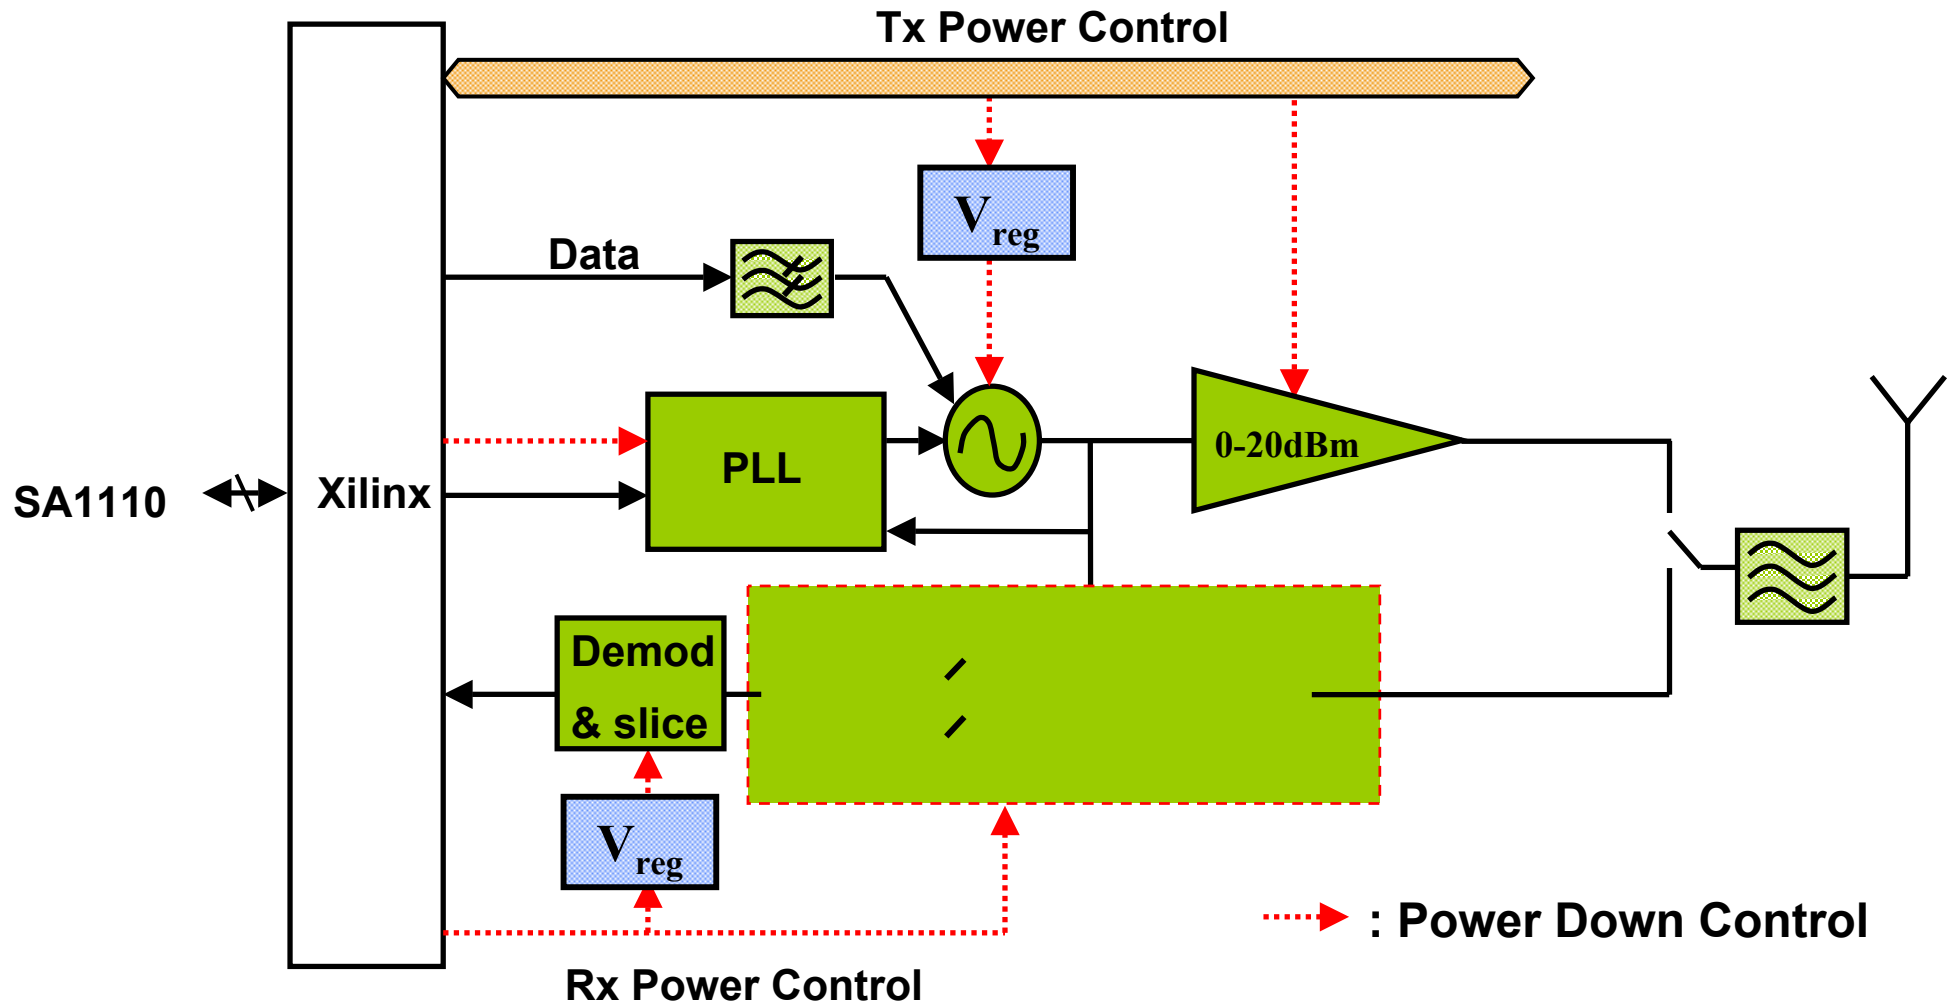 Tx Power Control
V reg
Data
0-20dBm
PLL
SA1110
Xilinx
Demod
& slice
V reg
: Power Down Control
Rx Power Control